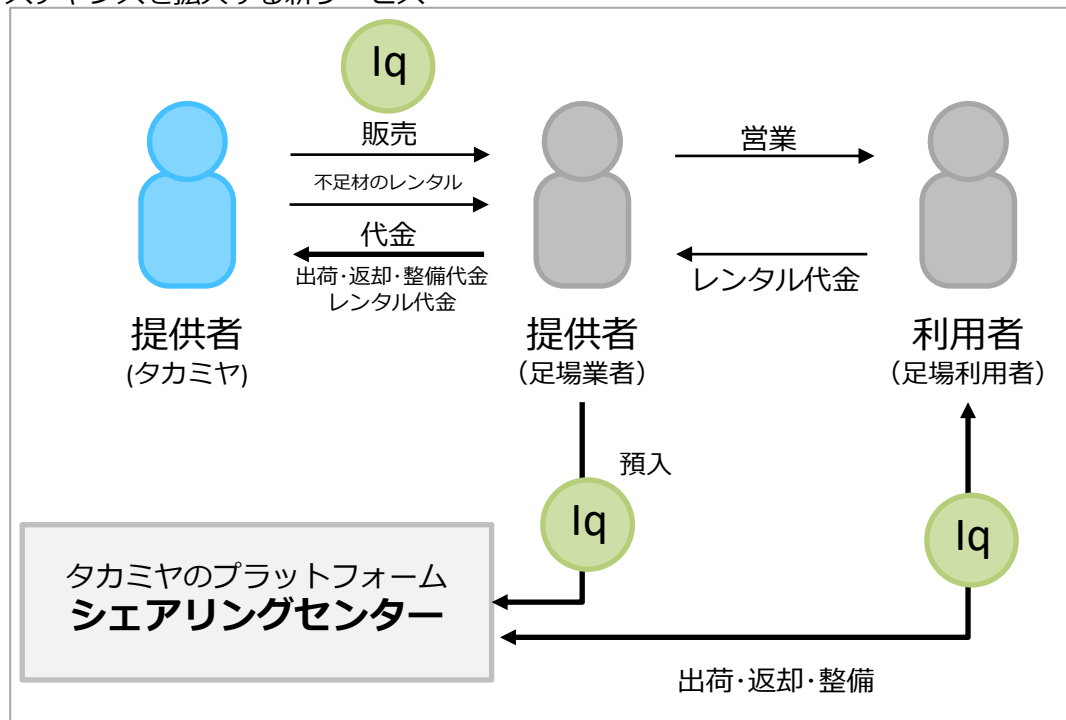 Iq
販売
不足材のレンタル
代金
出荷･返却･整備代金
レンタル代金
営業
レンタル代金
提供者
(タカミヤ)
提供者
（足場業者）
利用者
（足場利用者）
預入
Iq
Iq
タカミヤのプラットフォーム
シェアリングセンター
出荷･返却･整備